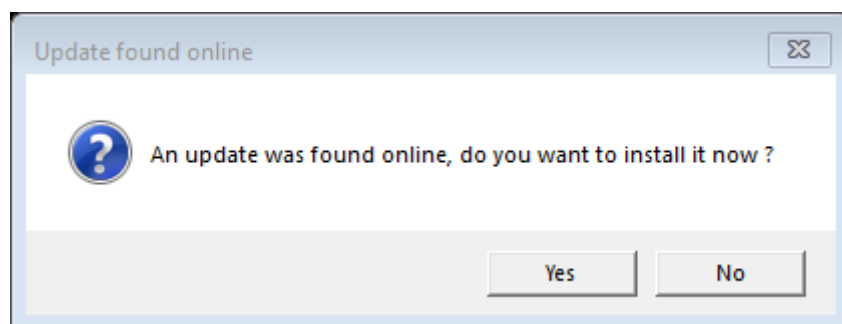 Update found online
An update was found online, do you want to install it now ?
Yes
No